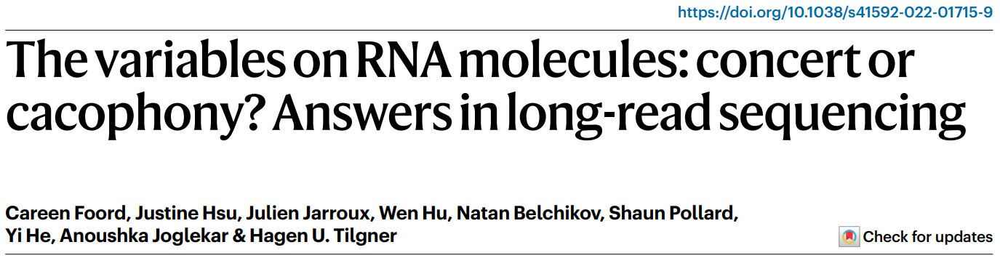 https://doi.org/10.1038/s41592-022-01715-9
The variables on RNA molecules: concert or
cacophony? Answers in long-read sequencing
Careen Foord, Justine Hsu, Julien Jarroux, Wen Hu, Natan Belchikov, Shaun Pollard,
Yi He, Anoushka Joglekar & Hagen U. Tilgner
Check for updates